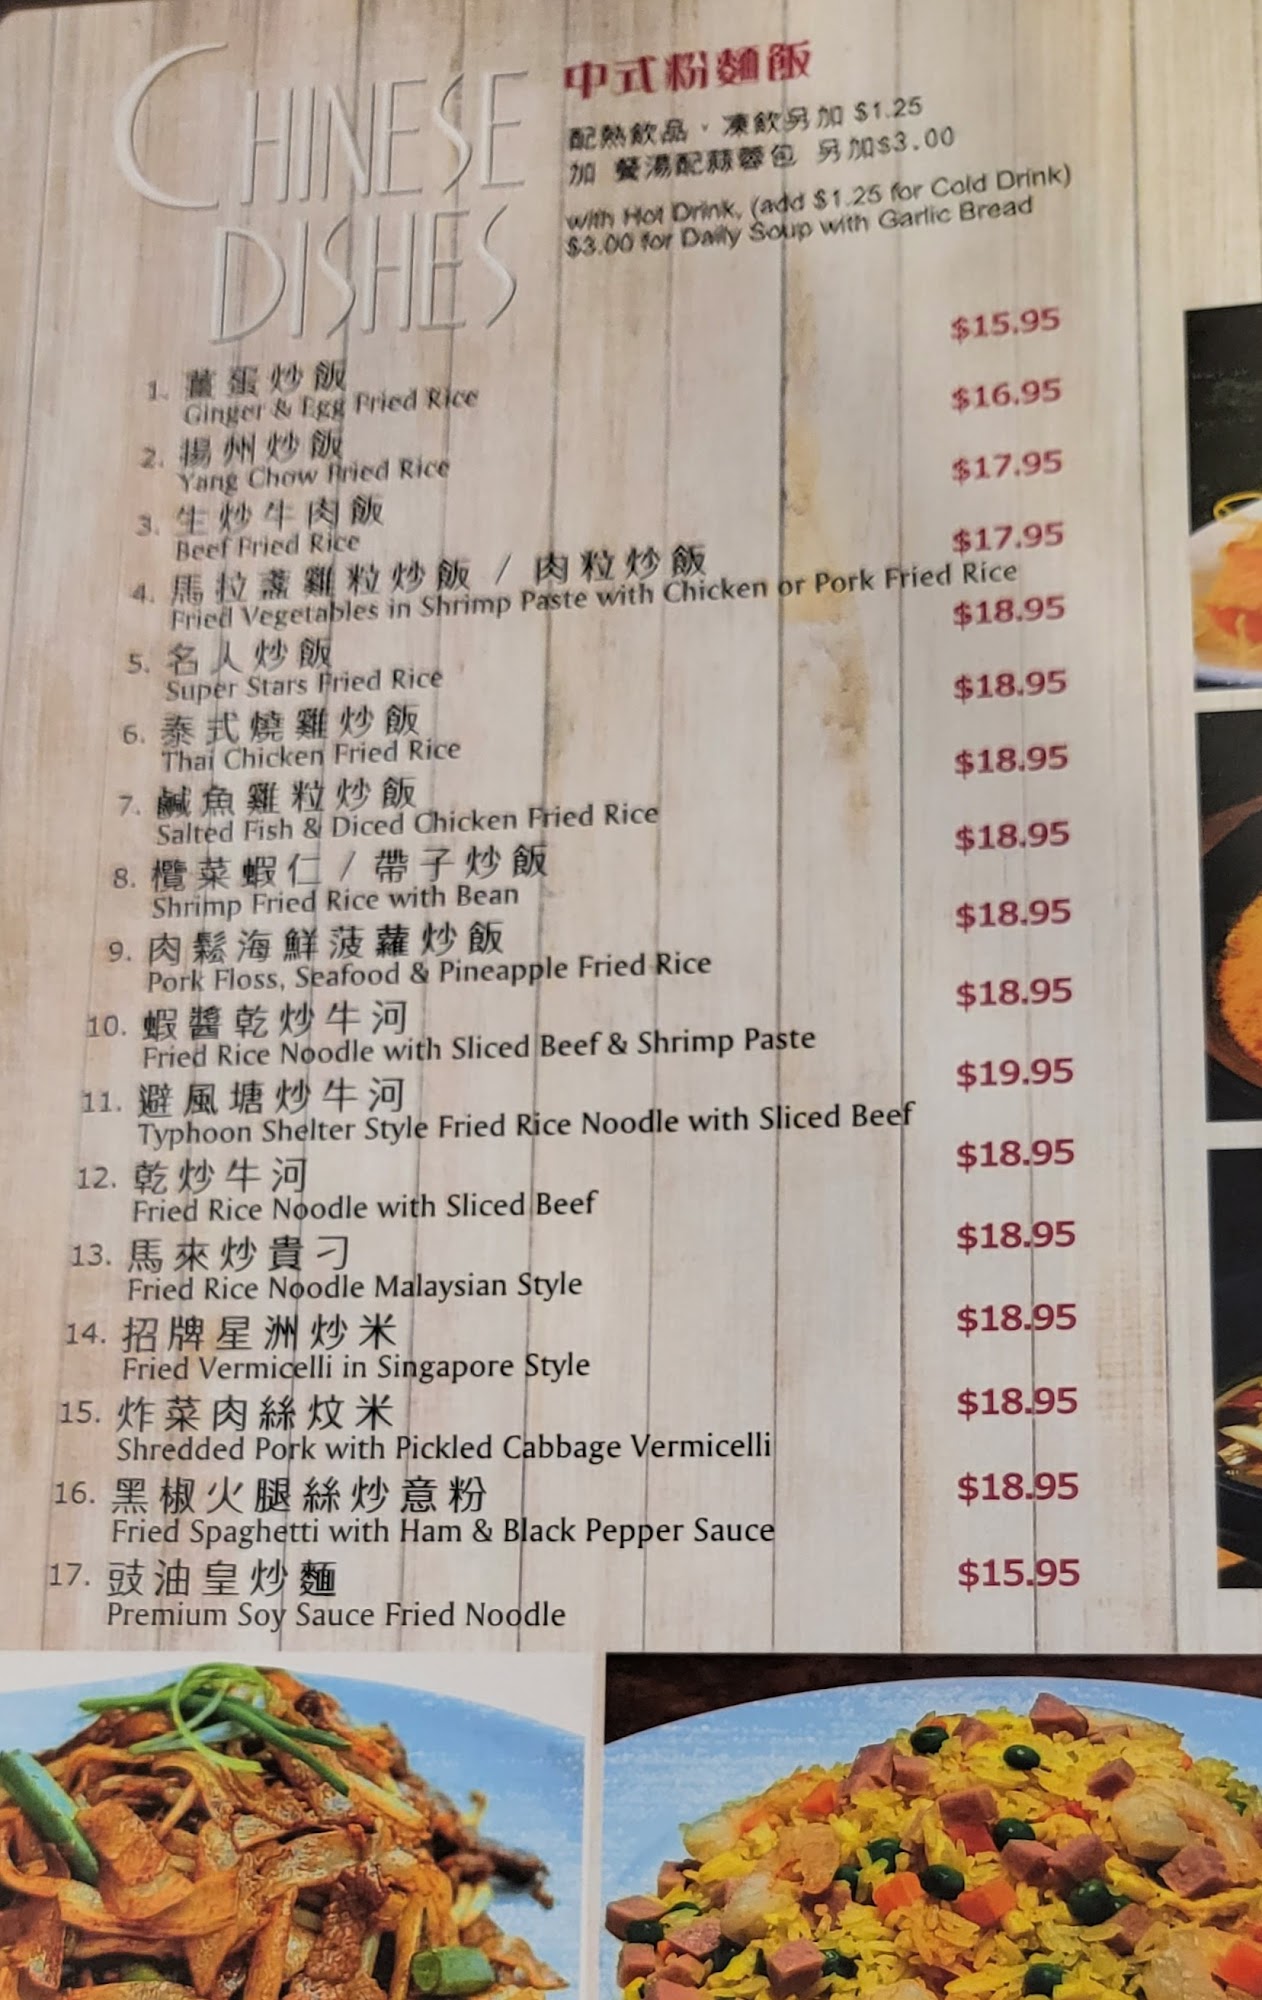 CHINESE
DISHES
中式粉麵飯
配熱飲品，凍飲另加 $1.25
加 餐湯配蒜蓉包 另加$3.00
with Hot Drink, (add $1.25 for Cold Drink)
$3.00 for Daily Soup with Garlic Bread
1. 薑蛋炒飯 $15.95
Ginger & Egg Fried Rice
2. 揚州炒飯 $16.95
Yang Chow Fried Rice
3. 生炒牛肉飯 $17.95
Beef Fried Rice
4. 馬拉盞雞粒炒飯 / 肉粒炒飯 $17.95
Fried Vegetables in Shrimp Paste with Chicken or Pork Fried Rice
5. 名人炒飯 $18.95
Super Stars Fried Rice
6. 泰式燒雞炒飯 $18.95
Thai Chicken Fried Rice
7. 鹹魚雞粒炒飯 $18.95
Salted Fish & Diced Chicken Fried Rice
8. 欖菜蝦仁 / 帶子炒飯 $18.95
Shrimp Fried Rice with Bean
9. 肉鬆海鮮菠蘿炒飯 $18.95
Pork Floss, Seafood & Pineapple Fried Rice
10. 蝦醬乾炒牛河 $18.95
Fried Rice Noodle with Sliced Beef & Shrimp Paste
11. 避風塘炒牛河 $19.95
Typhoon Shelter Style Fried Rice Noodle with Sliced Beef
12. 乾炒牛河 $18.95
Fried Rice Noodle with Sliced Beef
13. 馬來炒貴刁 $18.95
Fried Rice Noodle Malaysian Style
14. 招牌星洲炒米 $18.95
Fried Vermicelli in Singapore Style
15. 炸菜肉絲炆米 $18.95
Shredded Pork with Pickled Cabbage Vermicelli
16. 黑椒火腿絲炒意粉 $18.95
Fried Spaghetti with Ham & Black Pepper Sauce
17. 豉油皇炒麵 $15.95
Premium Soy Sauce Fried Noodle